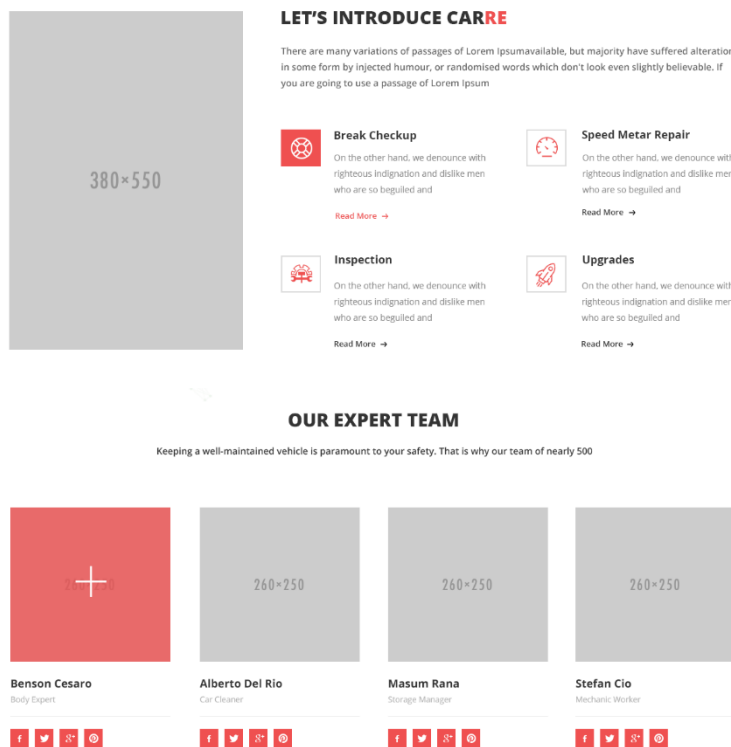 LET'S INTRODUCE CARRE
There are many variations of passages of Lorem Ipsumavailable, but majority have suffered alteration
in some form by injected humour, or randomised words which don't look even slightly believable. If
you are going to use a passage of Lorem Ipsum
380×550
Break Checkup
On the other hand, we denounce with
righteous indignation and dislike men
who are so beguiled and
Read More →
Speed Metar Repair
On the other hand, we denounce with
righteous indignation and dislike men
who are so beguiled and
Read More →
Inspection
On the other hand, we denounce with
righteous indignation and dislike men
who are so beguiled and
Read More →
Upgrades
On the other hand, we denounce with
righteous indignation and dislike men
who are so beguiled and
Read More →
OUR EXPERT TEAM
Keeping a well-maintained vehicle is paramount to your safety. That is why our team of nearly 500
260×250
260×250
260×250
260×250
Benson Cesaro
Body Expert
Alberto Del Rio
Car Cleaner
Masum Rana
Storage Manager
Stefan Cio
Mechanic Worker